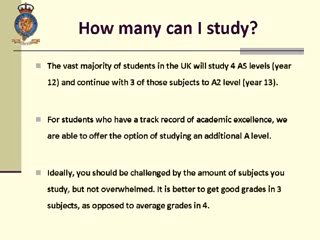 How many can I study?
The vast majority of students in the UK will study 4 AS levels (year
12) and continue with 3 of those subjects to A2 level (year 13).
For students who have a track record of academic excellence, we
are able to offer the option of studying an additional A level.
Ideally, you should be challenged by the amount of subjects you
study, but not overwhelmed. It is better to get good grades in 3
subjects, as opposed to average grades in 4.